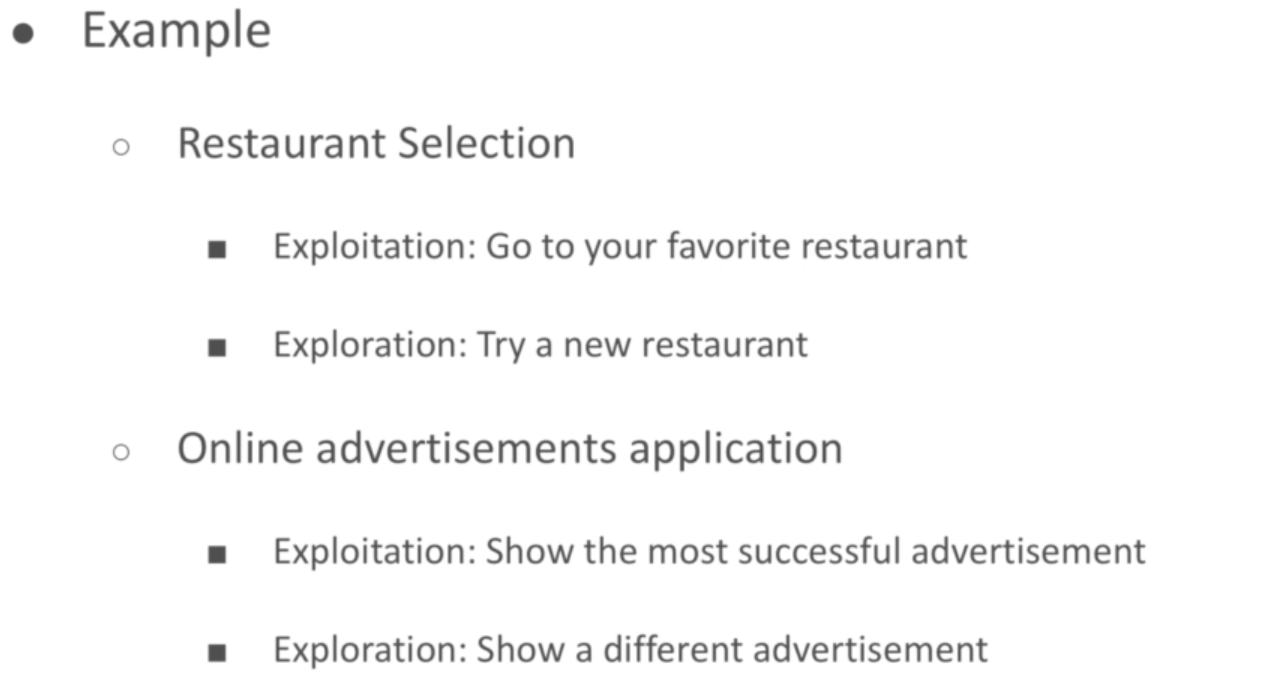 ● Example
○ Restaurant Selection
■ Exploitation: Go to your favorite restaurant
■ Exploration: Try a new restaurant
○ Online advertisements application
■ Exploitation: Show the most successful advertisement
■ Exploration: Show a different advertisement